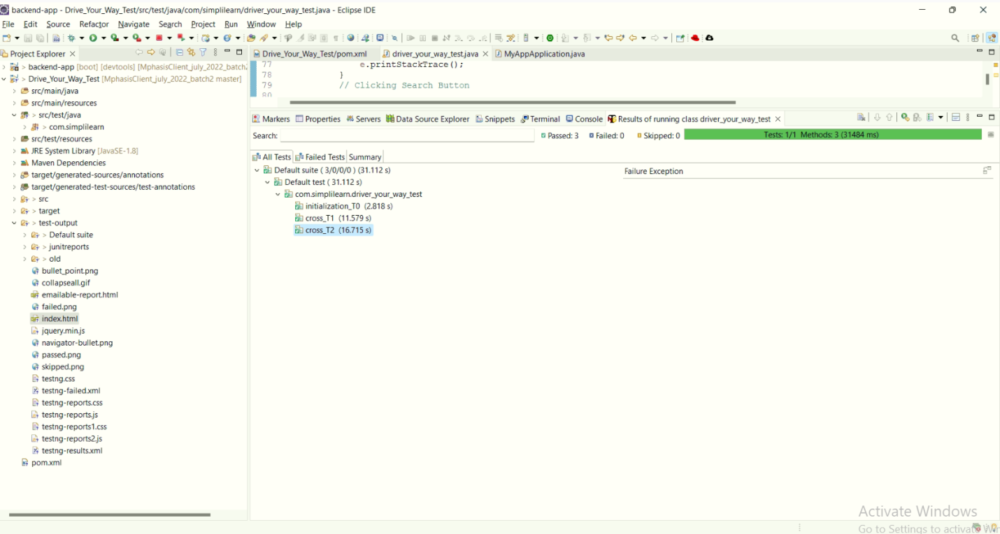 backend-app - Drive_Your_Way_Test/src/test/java/com/simplilearn/driver_your_way_test.java - Eclipse IDE
File Edit Source Refactor Navigate Search Project Run Window Help
Project Explorer
> backend-app [boot] [devtools] [MphasisClient_july_2022_batch2
> Drive_Your_Way_Test [MphasisClient_july_2022_batch2 master]
src/main/java
src/main/resources
> src/test/java
> com.simplilearn
src/test/resources
JRE System Library [JavaSE-1.8]
Maven Dependencies
target/generated-sources/annotations
target/generated-test-sources/test-annotations
> src
> target
> test-output
> Default suite
> junitreports
> old
bullet_point.png
collapseall.gif
emailable-report.html
failed.png
index.html
jquery.min.js
navigator-bullet.png
passed.png
skipped.png
testng.css
testng-failed.xml
testng-reports.css
testng-reports.js
testng-reports1.css
testng-reports2.js
testng-results.xml
pom.xml
Drive_Your_Way_Test/pom.xml driver_your_way_test.java MyAppApplication.java
77 e.printStackTrace();
78 }
79 // Clicking Search Button
80
Markers Properties Servers Data Source Explorer Snippets Terminal Console Results of running class driver_your_way_test
Search: Passed: 3 Failed: 0 Skipped: 0 Tests: 1/1 Methods: 3 (31484 ms)
All Tests Failed Tests Summary
Default suite ( 3/0/0/0 ) (31.112 s)
Default test ( 31.112 s)
com.simplilearn.driver_your_way_test
initialization_T0 (2.818 s)
cross_T1 (11.579 s)
cross_T2 (16.715 s)
Failure Exception
Activate Windows
Go to Settings to activate Win